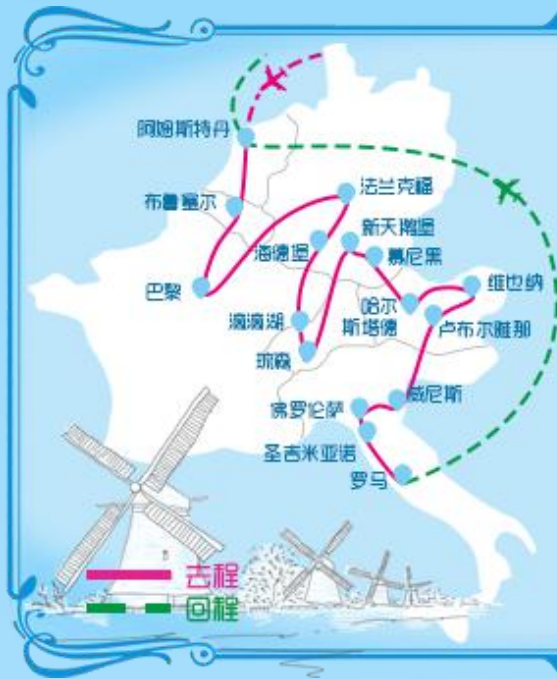 阿姆斯特丹
法兰克福
布鲁塞尔
新天鹅堡
海德堡
慕尼黑
维也纳
巴黎
哈尔
斯塔德
滴滴湖
卢布尔雅那
琉森
威尼斯
佛罗伦萨
圣吉米亚诺
罗马
去程
回程